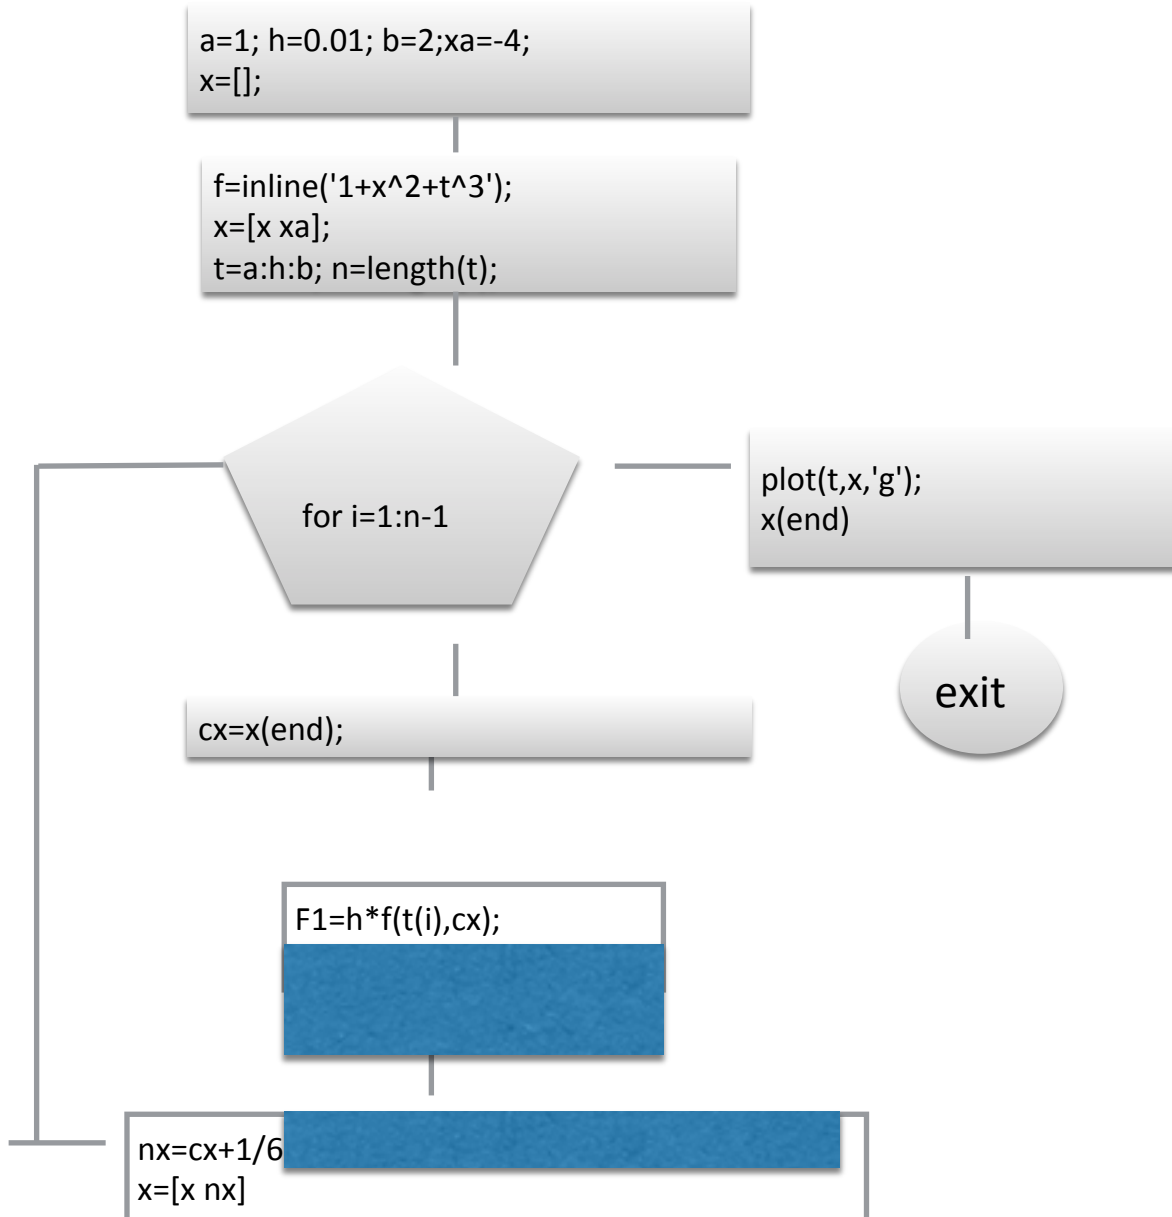 a=1; h=0.01; b=2;xa=-4;
x=[];
f=inline('1+x^2+t^3');
x=[x xa];
t=a:h:b; n=length(t);
for i=1:n-1
plot(t,x,'g');
x(end)
exit
cx=x(end);
F1=h*f(t(i),cx);
nx=cx+1/6
x=[x nx]